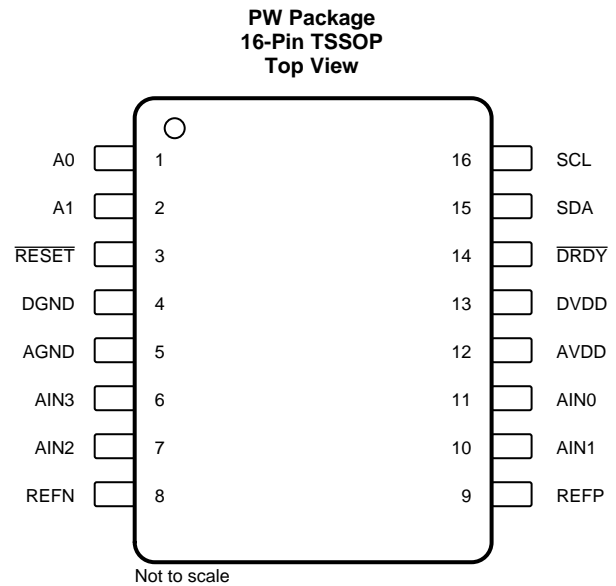 PW Package
16-Pin TSSOP
Top View
A0 1 16 SCL
A1 2 15 SDA
RESET 3 14 DRDY
DGND 4 13 DVDD
AGND 5 12 AVDD
AIN3 6 11 AIN0
AIN2 7 10 AIN1
REFN 8 9 REFP
Not to scale